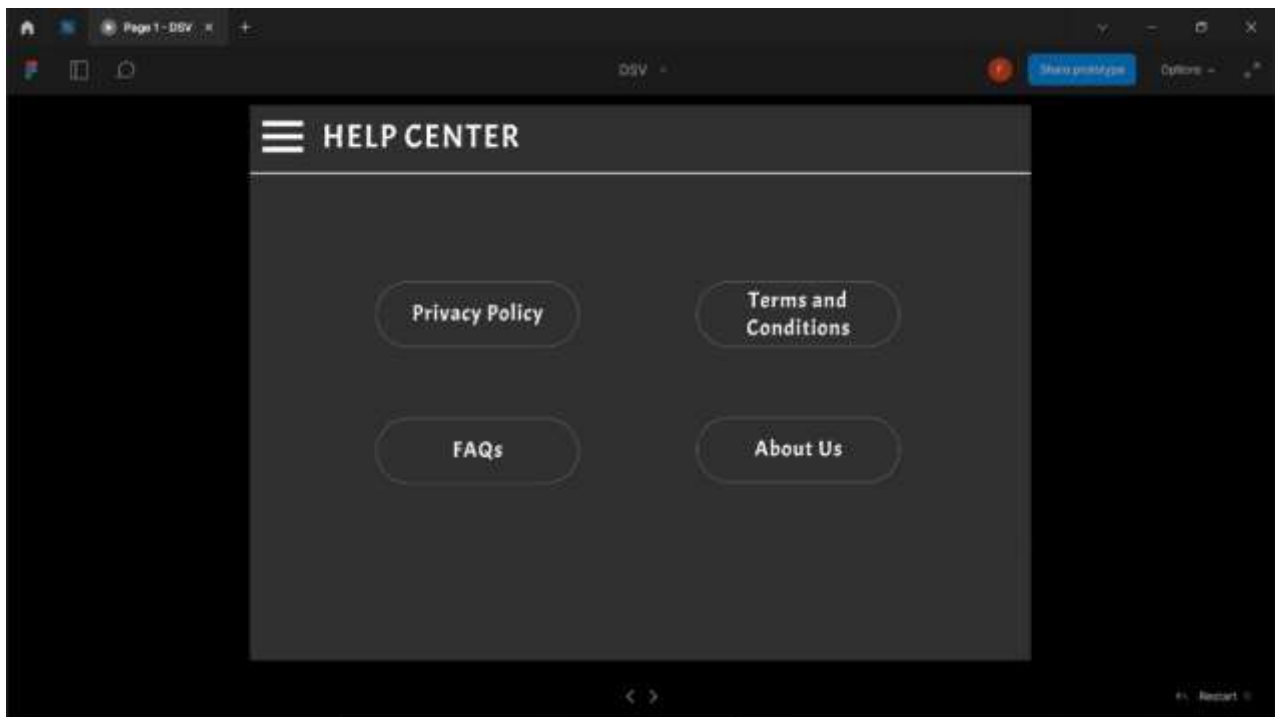 Page 1 - DSV
DSV
Share prototype
Options
HELP CENTER
Privacy Policy
Terms and
Conditions
FAQs
About Us
Restart